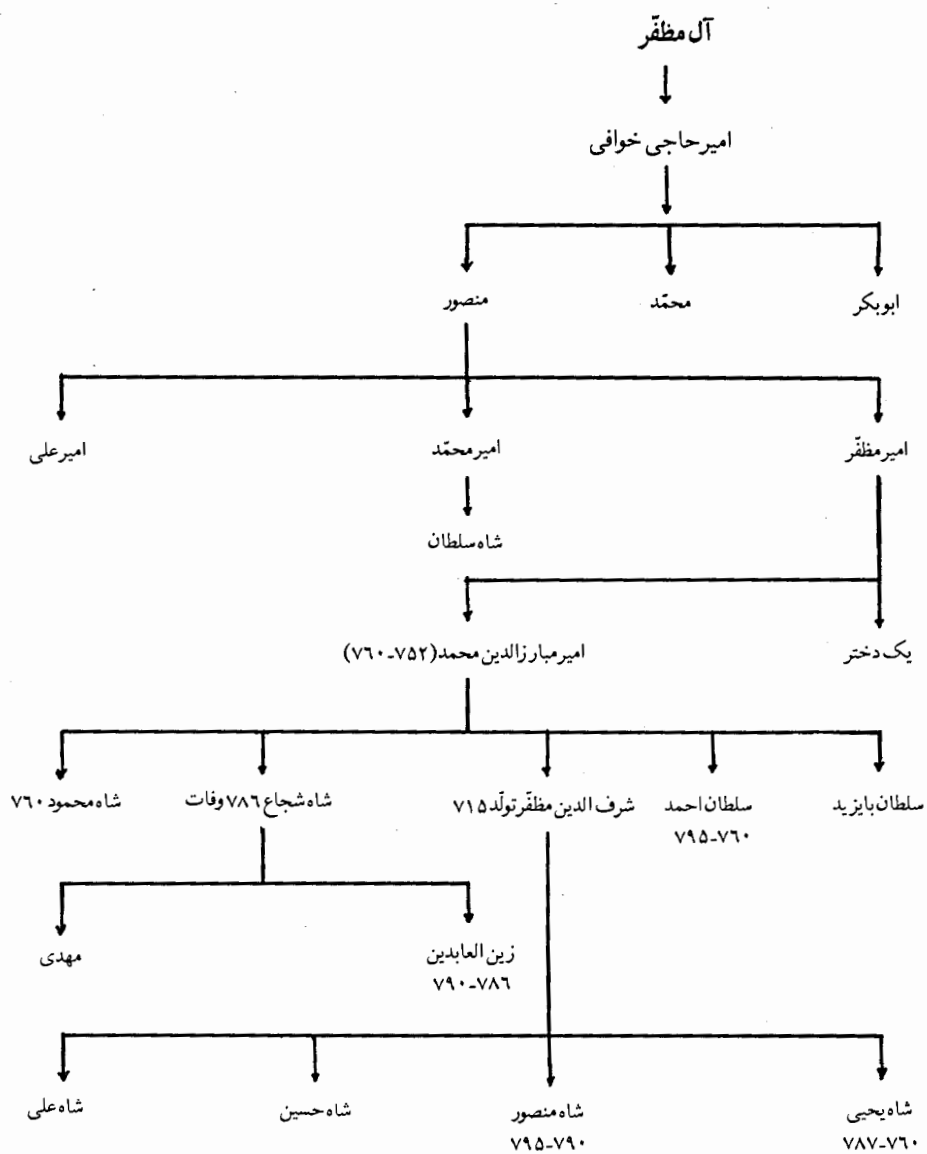 آل مظفّر
امیر حاجی خوافی
ابوبکر
محمّد
منصور
امیر مظفّر
امیر محمّد
امیر علی
شاه سلطان
یک دختر
امیر مبارزالدین محمد (۷۵۲-۷۶۰)
سلطان بایزید
سلطان احمد
۷۶۰-۷۹۵
شرف الدین مظفّر تولّد ۷۱۵
شاه شجاع ۷۸۶ وفات
شاه محمود ۷۶۰
زین العابدین
۷۸۶-۷۹۰
مهدی
شاه یحیی
۷۶۰-۷۸۷
شاه منصور
۷۹۰-۷۹۵
شاه حسین
شاه علی